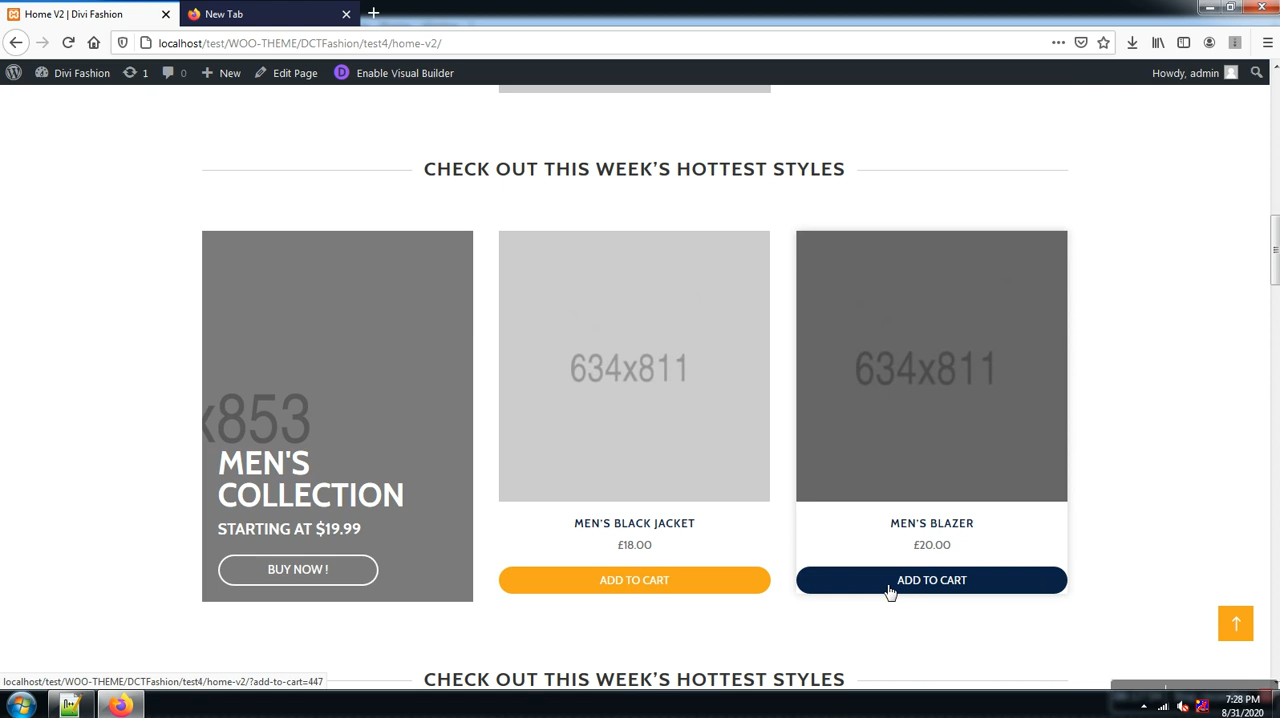 Home V2 | Divi Fashion
New Tab
localhost/test/WOO-THEME/DCTFashion/test4/home-v2/
Divi Fashion 1 0 New Edit Page D Enable Visual Builder Howdy, admin
CHECK OUT THIS WEEK’S HOTTEST STYLES
x853
MEN'S
COLLECTION
STARTING AT $19.99
BUY NOW !
634x811
MEN’S BLACK JACKET
£18.00
ADD TO CART
634x811
MEN’S BLAZER
£20.00
ADD TO CART
CHECK OUT THIS WEEK’S HOTTEST STYLES
localhost/test/WOO-THEME/DCTFashion/test4/home-v2/?add-to-cart=447
7:28 PM
8/31/2020